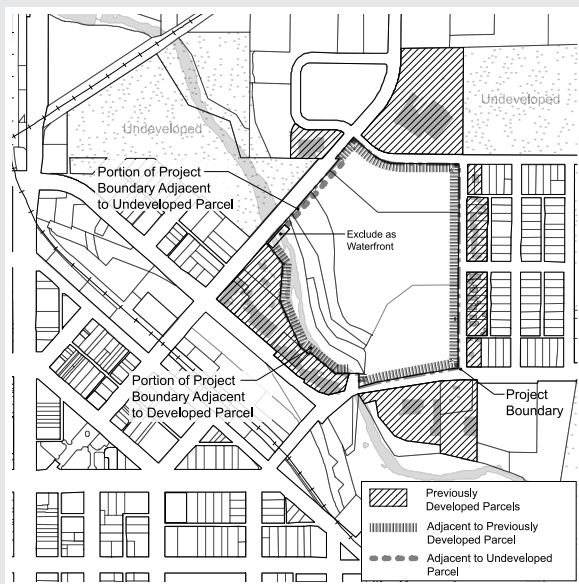 Undeveloped
Undeveloped
Portion of Project
Boundary Adjacent
to Undeveloped Parcel
Exclude as
Waterfront
Portion of Project
Boundary Adjacent
to Developed Parcel
Project
Boundary
Previously
Developed Parcels
Adjacent to Previously
Developed Parcel
Adjacent to Undeveloped
Parcel